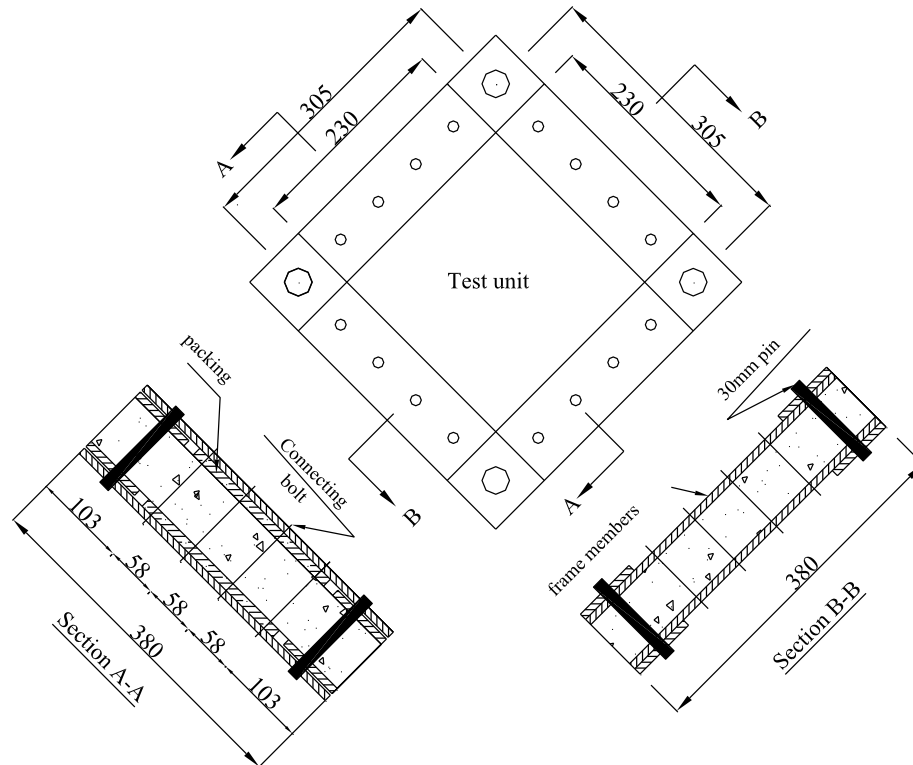 305
230
A
230
305
B
Test unit
packing
Connecting
bolt
B
A
30mm pin
frame members
103
58
58
58
103
380
Section A-A
380
Section B-B